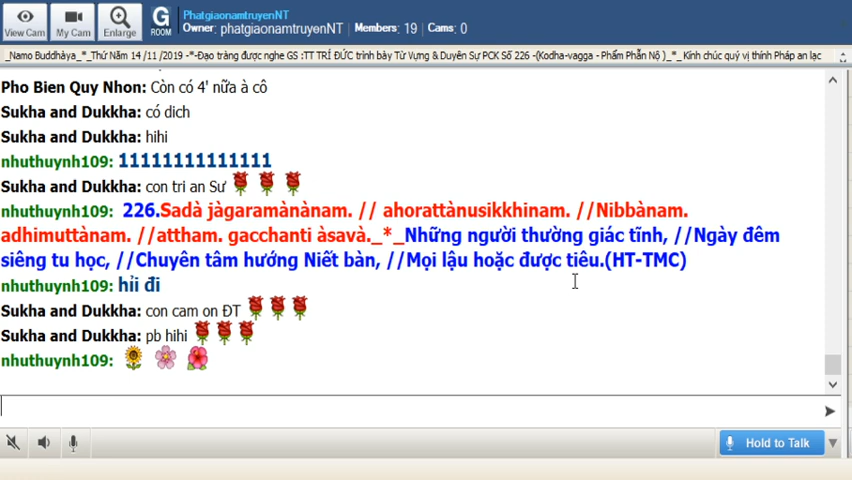 View Cam
My Cam
Enlarge
G
ROOM
PhatgiaonamtruyenNT
Owner: phatgiaonamtruyenNT | Members: 19 | Cams: 0
_Namo Buddhàya_*_Thứ Năm 14 /11 /2019 -*-Đạo tràng được nghe GS :TT TRÍ ĐỨC trình bày Từ Vựng & Duyên Sự PCK Số 226 -(Kodha-vagga - Phẩm Phẫn Nộ )_*_ Kính chúc quý vị thính Pháp an lạc
Pho Bien Quy Nhon: Còn có 4' nữa à cô
Sukha and Dukkha: có dich
Sukha and Dukkha: hihi
nhuthuynh109: 11111111111111
Sukha and Dukkha: con tri an Sư
nhuthuynh109: 226.Sadà jàgaramànànam. // ahorattànusikkhinam. //Nibbànam.
adhimuttànam. //attham. gacchanti àsavà._*_Những người thường giác tĩnh, //Ngày đêm
siêng tu học, //Chuyên tâm hướng Niết bàn, //Mọi lậu hoặc được tiêu.(HT-TMC)
nhuthuynh109: hỉi đi
Sukha and Dukkha: con cam on ĐT
Sukha and Dukkha: pb hihi
nhuthuynh109:
Hold to Talk